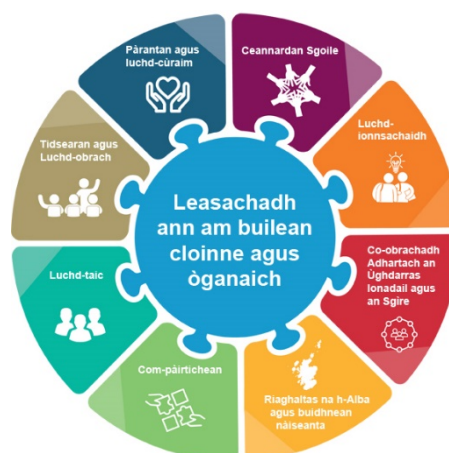 Pàrantan agus
luchd-cùraim
Ceannardan Sgoile
Luchd-
ionnsachaidh
Co-obrachadh
Adhartach an
Ùghdarras
Ionadail agus
an Sgìre
Riaghaltas na h-Alba
agus buidhnean
nàiseanta
Com-pàirtichean
Luchd-taic
Tidsearan agus
Luchd-obrach
Leasachadh
ann am builean
cloinne agus
òganaich